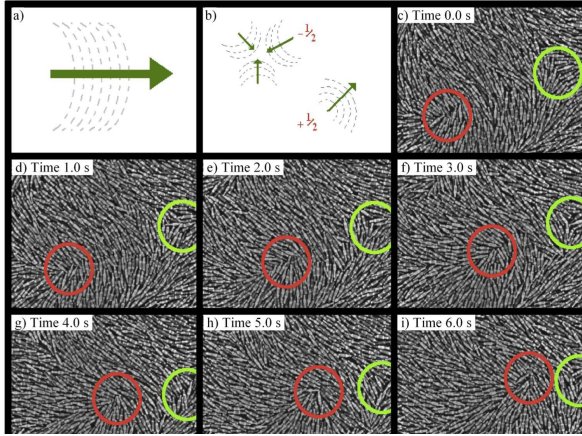 a)
b)
- 1/2
+ 1/2
c) Time 0.0 s
d) Time 1.0 s
e) Time 2.0 s
f) Time 3.0 s
g) Time 4.0 s
h) Time 5.0 s
i) Time 6.0 s